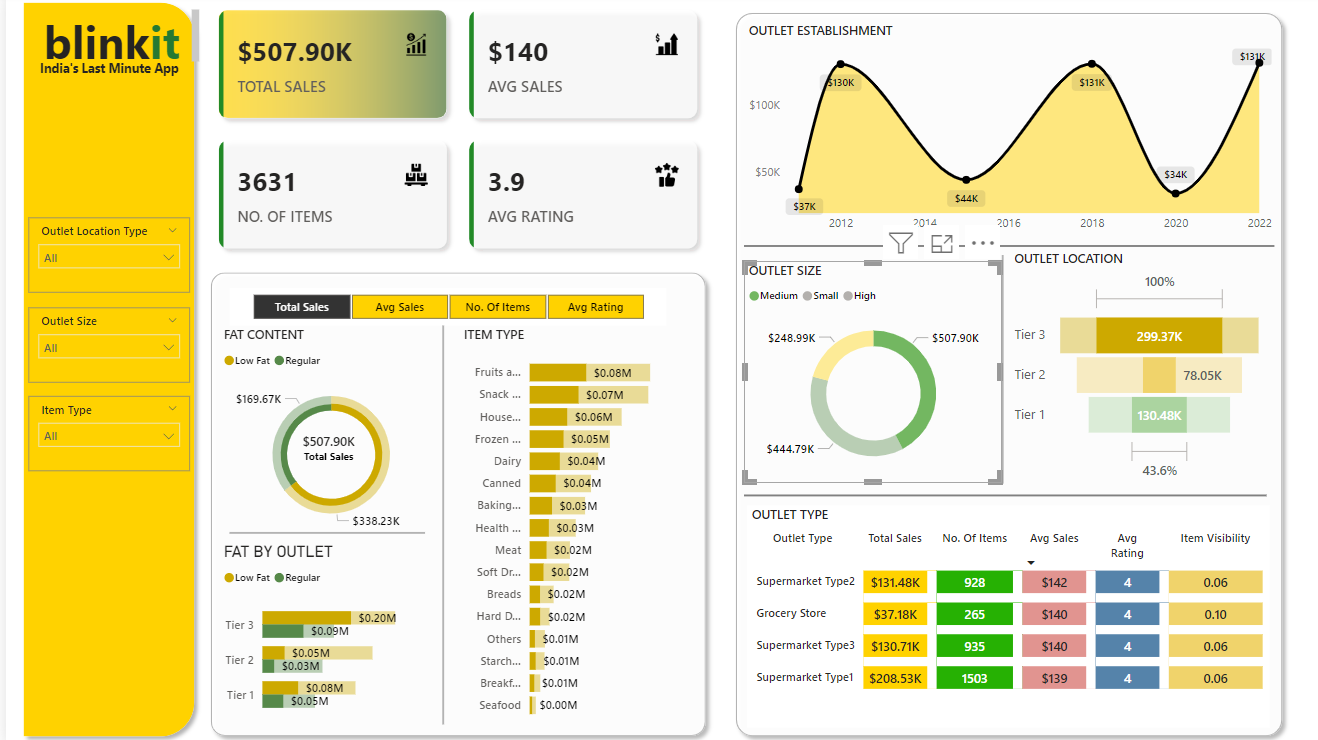 blinkit
India's Last Minute App
Outlet Location Type
All
Outlet Size
All
Item Type
All
$507.90K
TOTAL SALES
$140
AVG SALES
3631
NO. OF ITEMS
3.9
AVG RATING
Total Sales Avg Sales No. Of Items Avg Rating
FAT CONTENT
Low Fat Regular
$169.67K
$507.90K
Total Sales
$338.23K
FAT BY OUTLET
Low Fat Regular
Tier 3 $0.20M
$0.09M
Tier 2 $0.05M
$0.03M
Tier 1 $0.08M
$0.05M
ITEM TYPE
Fruits a... $0.08M
Snack ... $0.07M
House... $0.06M
Frozen ... $0.05M
Dairy $0.04M
Canned $0.04M
Baking... $0.03M
Health ... $0.03M
Meat $0.02M
Soft Dr... $0.02M
Breads $0.02M
Hard D... $0.02M
Others $0.01M
Starch... $0.01M
Breakf... $0.01M
Seafood $0.00M
OUTLET ESTABLISHMENT
$131K
$130K $131K
$100K
$50K
$34K
$37K $44K
2012 2014 2016 2018 2020 2022
OUTLET SIZE
Medium Small High
$248.99K $507.90K
$444.79K
OUTLET LOCATION
100%
Tier 3 299.37K
Tier 2 78.05K
Tier 1 130.48K
43.6%
OUTLET TYPE
Outlet Type Total Sales No. Of Items Avg Sales Avg Rating Item Visibility
Supermarket Type2 $131.48K 928 $142 4 0.06
Grocery Store $37.18K 265 $140 4 0.10
Supermarket Type3 $130.71K 935 $140 4 0.06
Supermarket Type1 $208.53K 1503 $139 4 0.06